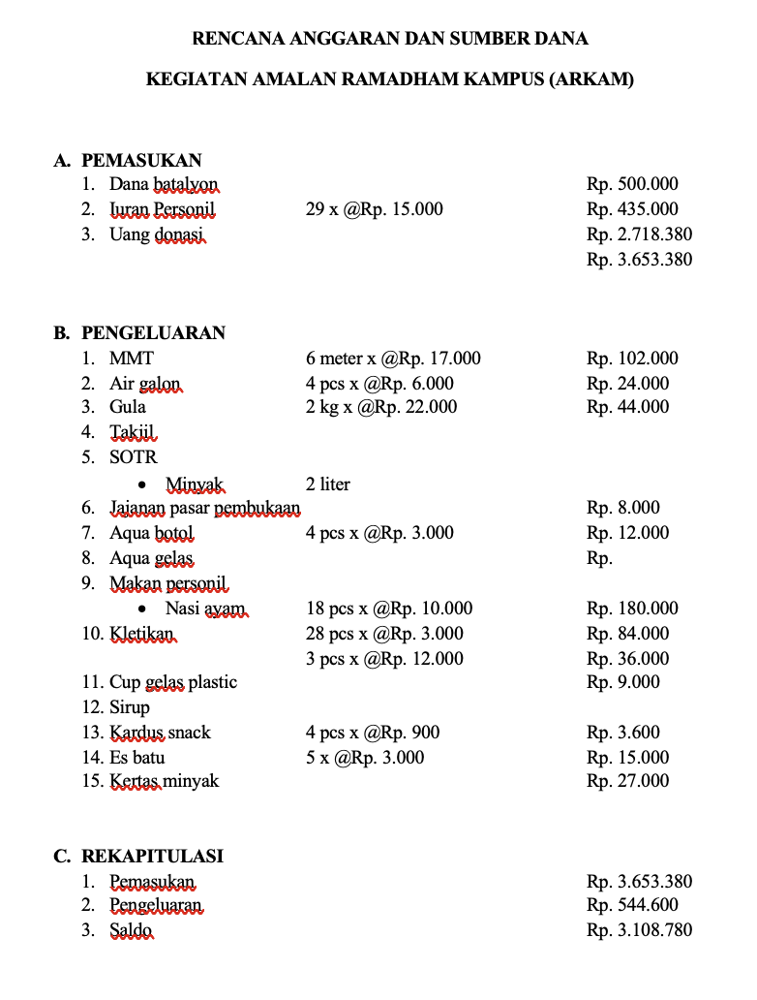 RENCANA ANGGARAN DAN SUMBER DANA
KEGIATAN AMALAN RAMADHAM KAMPUS (ARKAM)
A. PEMASUKAN
1. Dana batalyon Rp. 500.000
2. Iuran Personil 29 x @Rp. 15.000 Rp. 435.000
3. Uang donasi Rp. 2.718.380
Rp. 3.653.380
B. PENGELUARAN
1. MMT 6 meter x @Rp. 17.000 Rp. 102.000
2. Air galon 4 pcs x @Rp. 6.000 Rp. 24.000
3. Gula 2 kg x @Rp. 22.000 Rp. 44.000
4. Takjil
5. SOTR
• Minyak 2 liter
6. Jajanan pasar pembukaan Rp. 8.000
7. Aqua botol 4 pcs x @Rp. 3.000 Rp. 12.000
8. Aqua gelas Rp.
9. Makan personil
• Nasi ayam 18 pcs x @Rp. 10.000 Rp. 180.000
10. Kletikan 28 pcs x @Rp. 3.000 Rp. 84.000
3 pcs x @Rp. 12.000 Rp. 36.000
11. Cup gelas plastic Rp. 9.000
12. Sirup
13. Kardus snack 4 pcs x @Rp. 900 Rp. 3.600
14. Es batu 5 x @Rp. 3.000 Rp. 15.000
15. Kertas minyak Rp. 27.000
C. REKAPITULASI
1. Pemasukan Rp. 3.653.380
2. Pengeluaran Rp. 544.600
3. Saldo Rp. 3.108.780